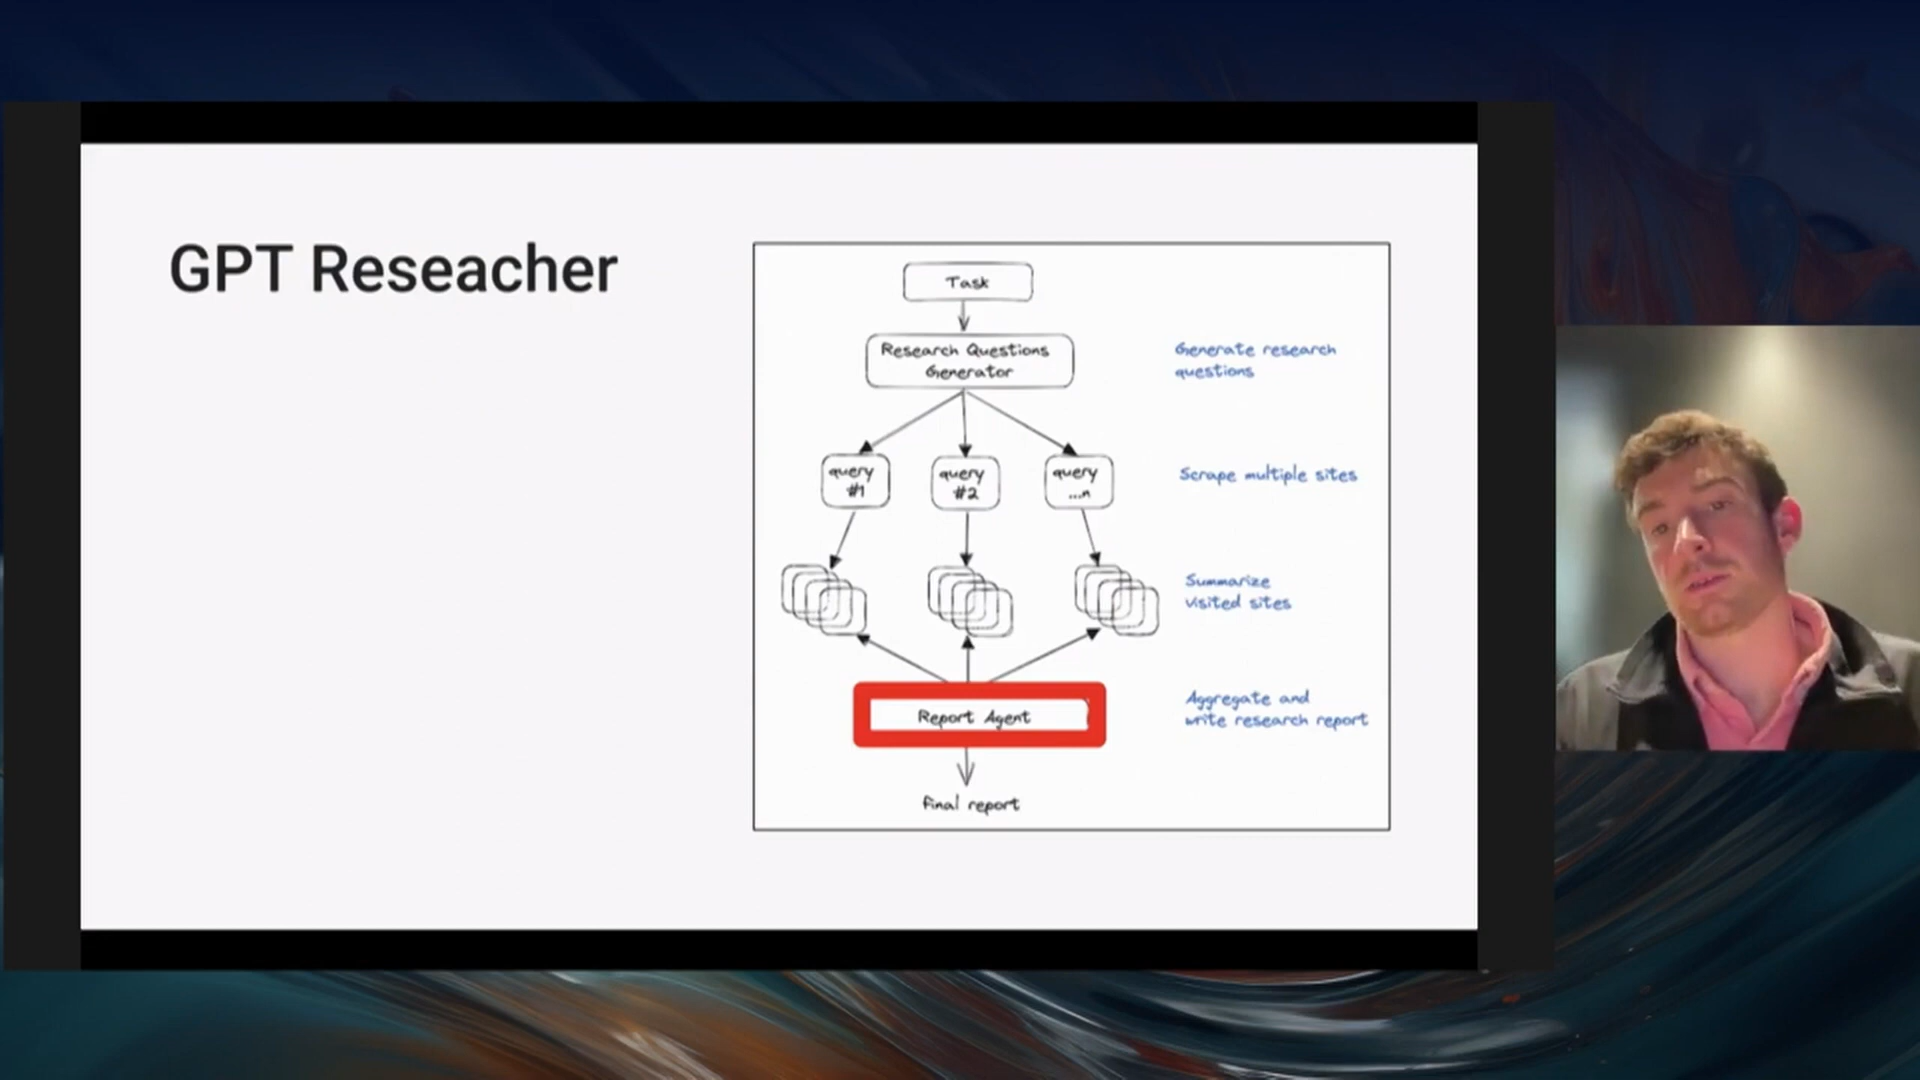 GPT Reseacher
Task
Research Questions
Generator
Generate research
questions
query
#1
query
#2
query
...n
Scrape multiple sites
Summarize
visited sites
Report Agent
Aggregate and
write research report
final report